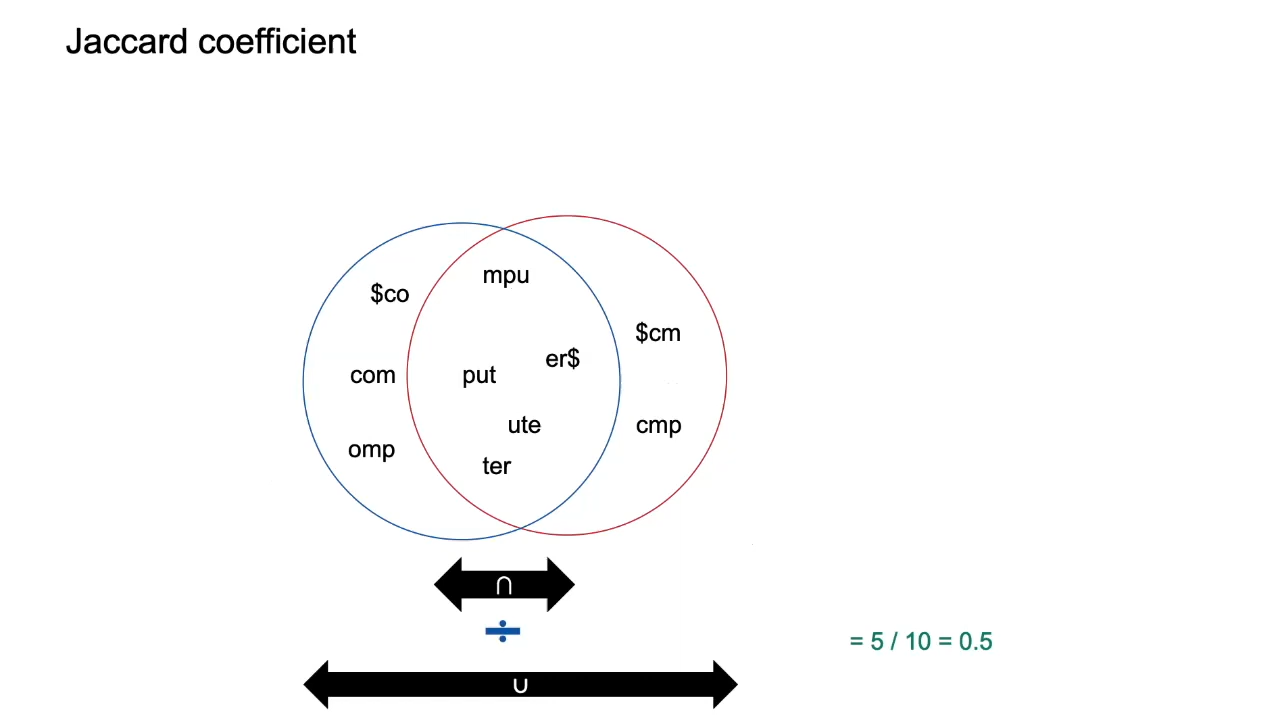 Jaccard coefficient
mpu
$co
$cm
er$
com
put
cmp
ute
omp
ter
∩
÷
= 5 / 10 = 0.5
∪